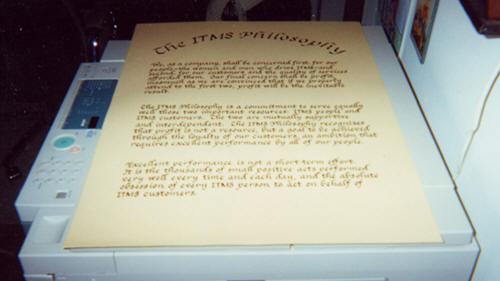 The ITMS Philosophy
We, as a company, shall be concerned first, for our
people—the women and men who drive ITMS—and
second, for our customers and the quality of services
afforded them. Our final concern shall be profit,
inasmuch as we are convinced that if we properly
attend to the first two, profit will be the inevitable
result.
The ITMS Philosophy is a commitment to serve equally
well those two important resources: ITMS people and
ITMS customers. The two are mutually supportive
and interdependent. The ITMS Philosophy recognizes
that profit is not a resource, but a goal to be achieved
through the loyalty of our customers, an ambition that
requires excellent performance by all of our people.
Excellent performance is not a short-term effort.
It is the thousands of small positive acts performed
very well every time and each day, and the absolute
obsession of every ITMS person to act on behalf of
ITMS customers.